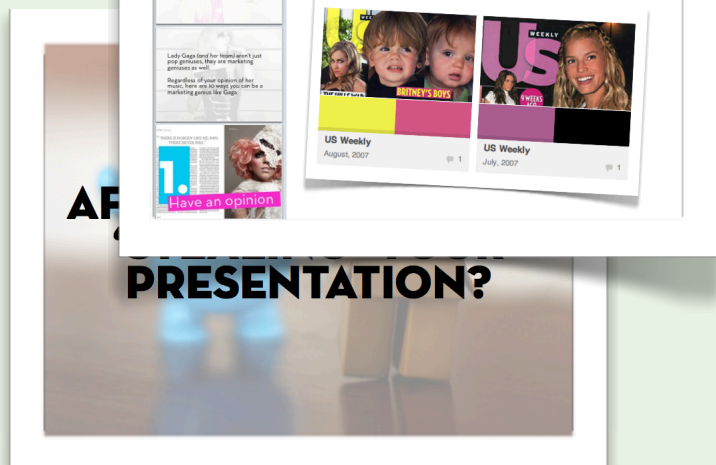 Lady Gaga (and her team) aren't just
pop geniuses, they are marketing
geniuses as well.
Regardless of your opinion of her
music, here are 10 ways you can be a
marketing genius like Gaga.
1.
Have an opinion
WEEKLY
Us
BRITNEY'S BOYS
US Weekly
August, 2007
1
WEEKLY
Us
9 WEEKS
US Weekly
July, 2007
1
PRESENTATION?